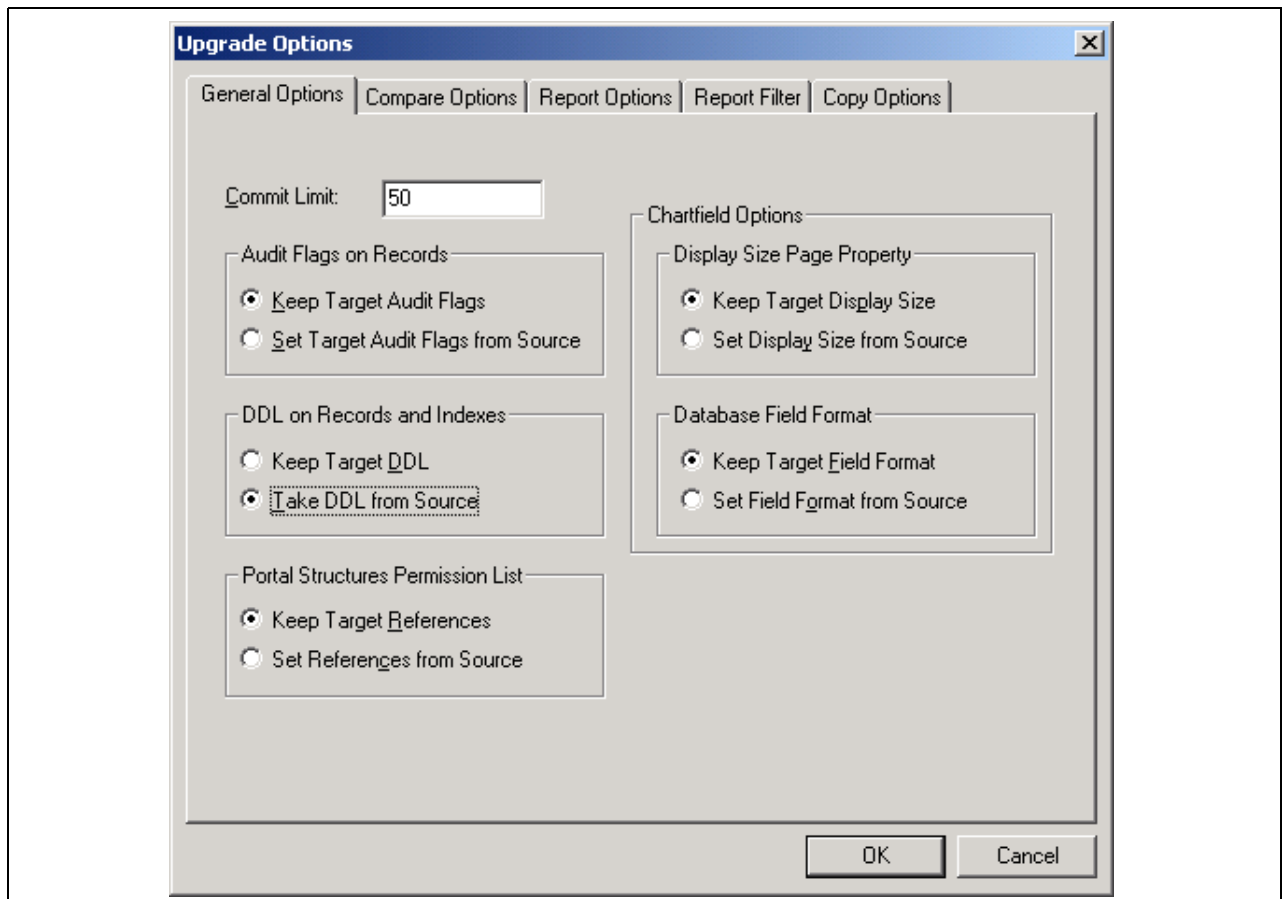 Upgrade Options
General Options
Compare Options
Report Options
Report Filter
Copy Options
Commit Limit:
50
Audit Flags on Records
Keep Target Audit Flags
Set Target Audit Flags from Source
DDL on Records and Indexes
Keep Target DDL
Take DDL from Source
Portal Structures Permission List
Keep Target References
Set References from Source
Chartfield Options
Display Size Page Property
Keep Target Display Size
Set Display Size from Source
Database Field Format
Keep Target Field Format
Set Field Format from Source
OK
Cancel